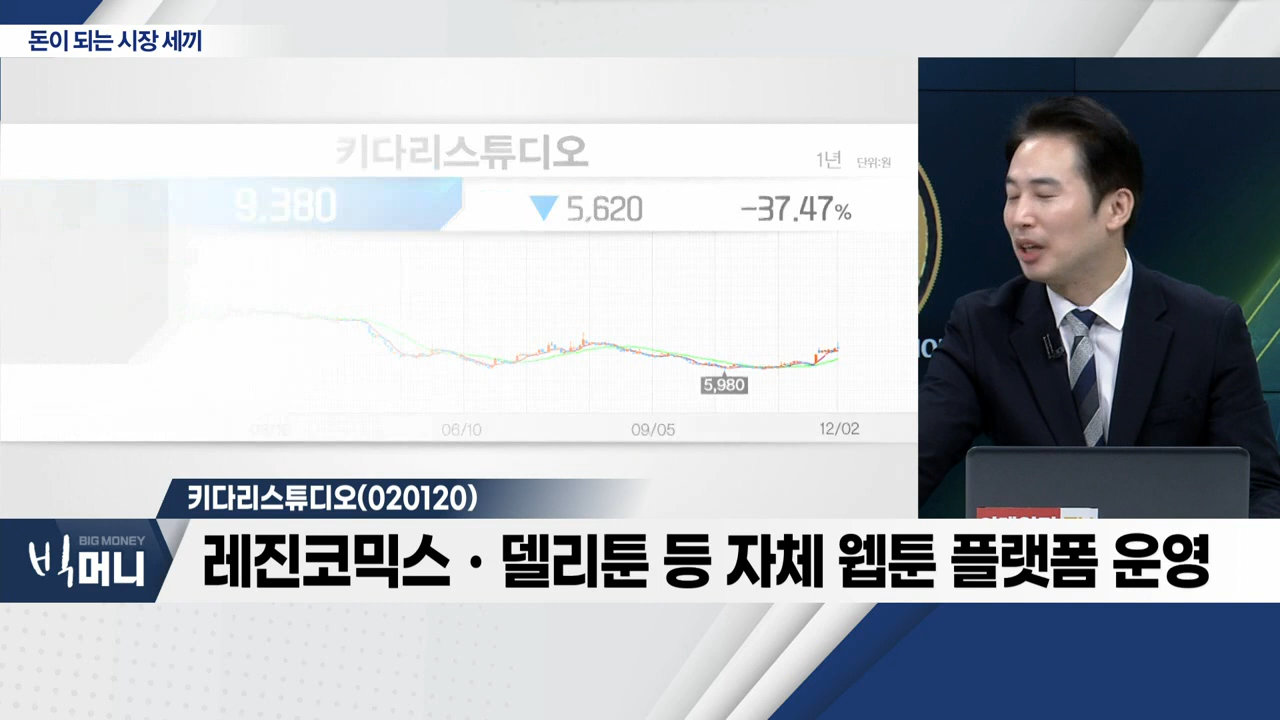 돈이 되는 시장 세끼
키다리스튜디오
1년 단위:원
9,380 ▼ 5,620 -37.47%
5,980
06/10 09/05 12/02
키다리스튜디오(020120)
BIG MONEY
빅머니
레진코믹스·델리툰 등 자체 웹툰 플랫폼 운영